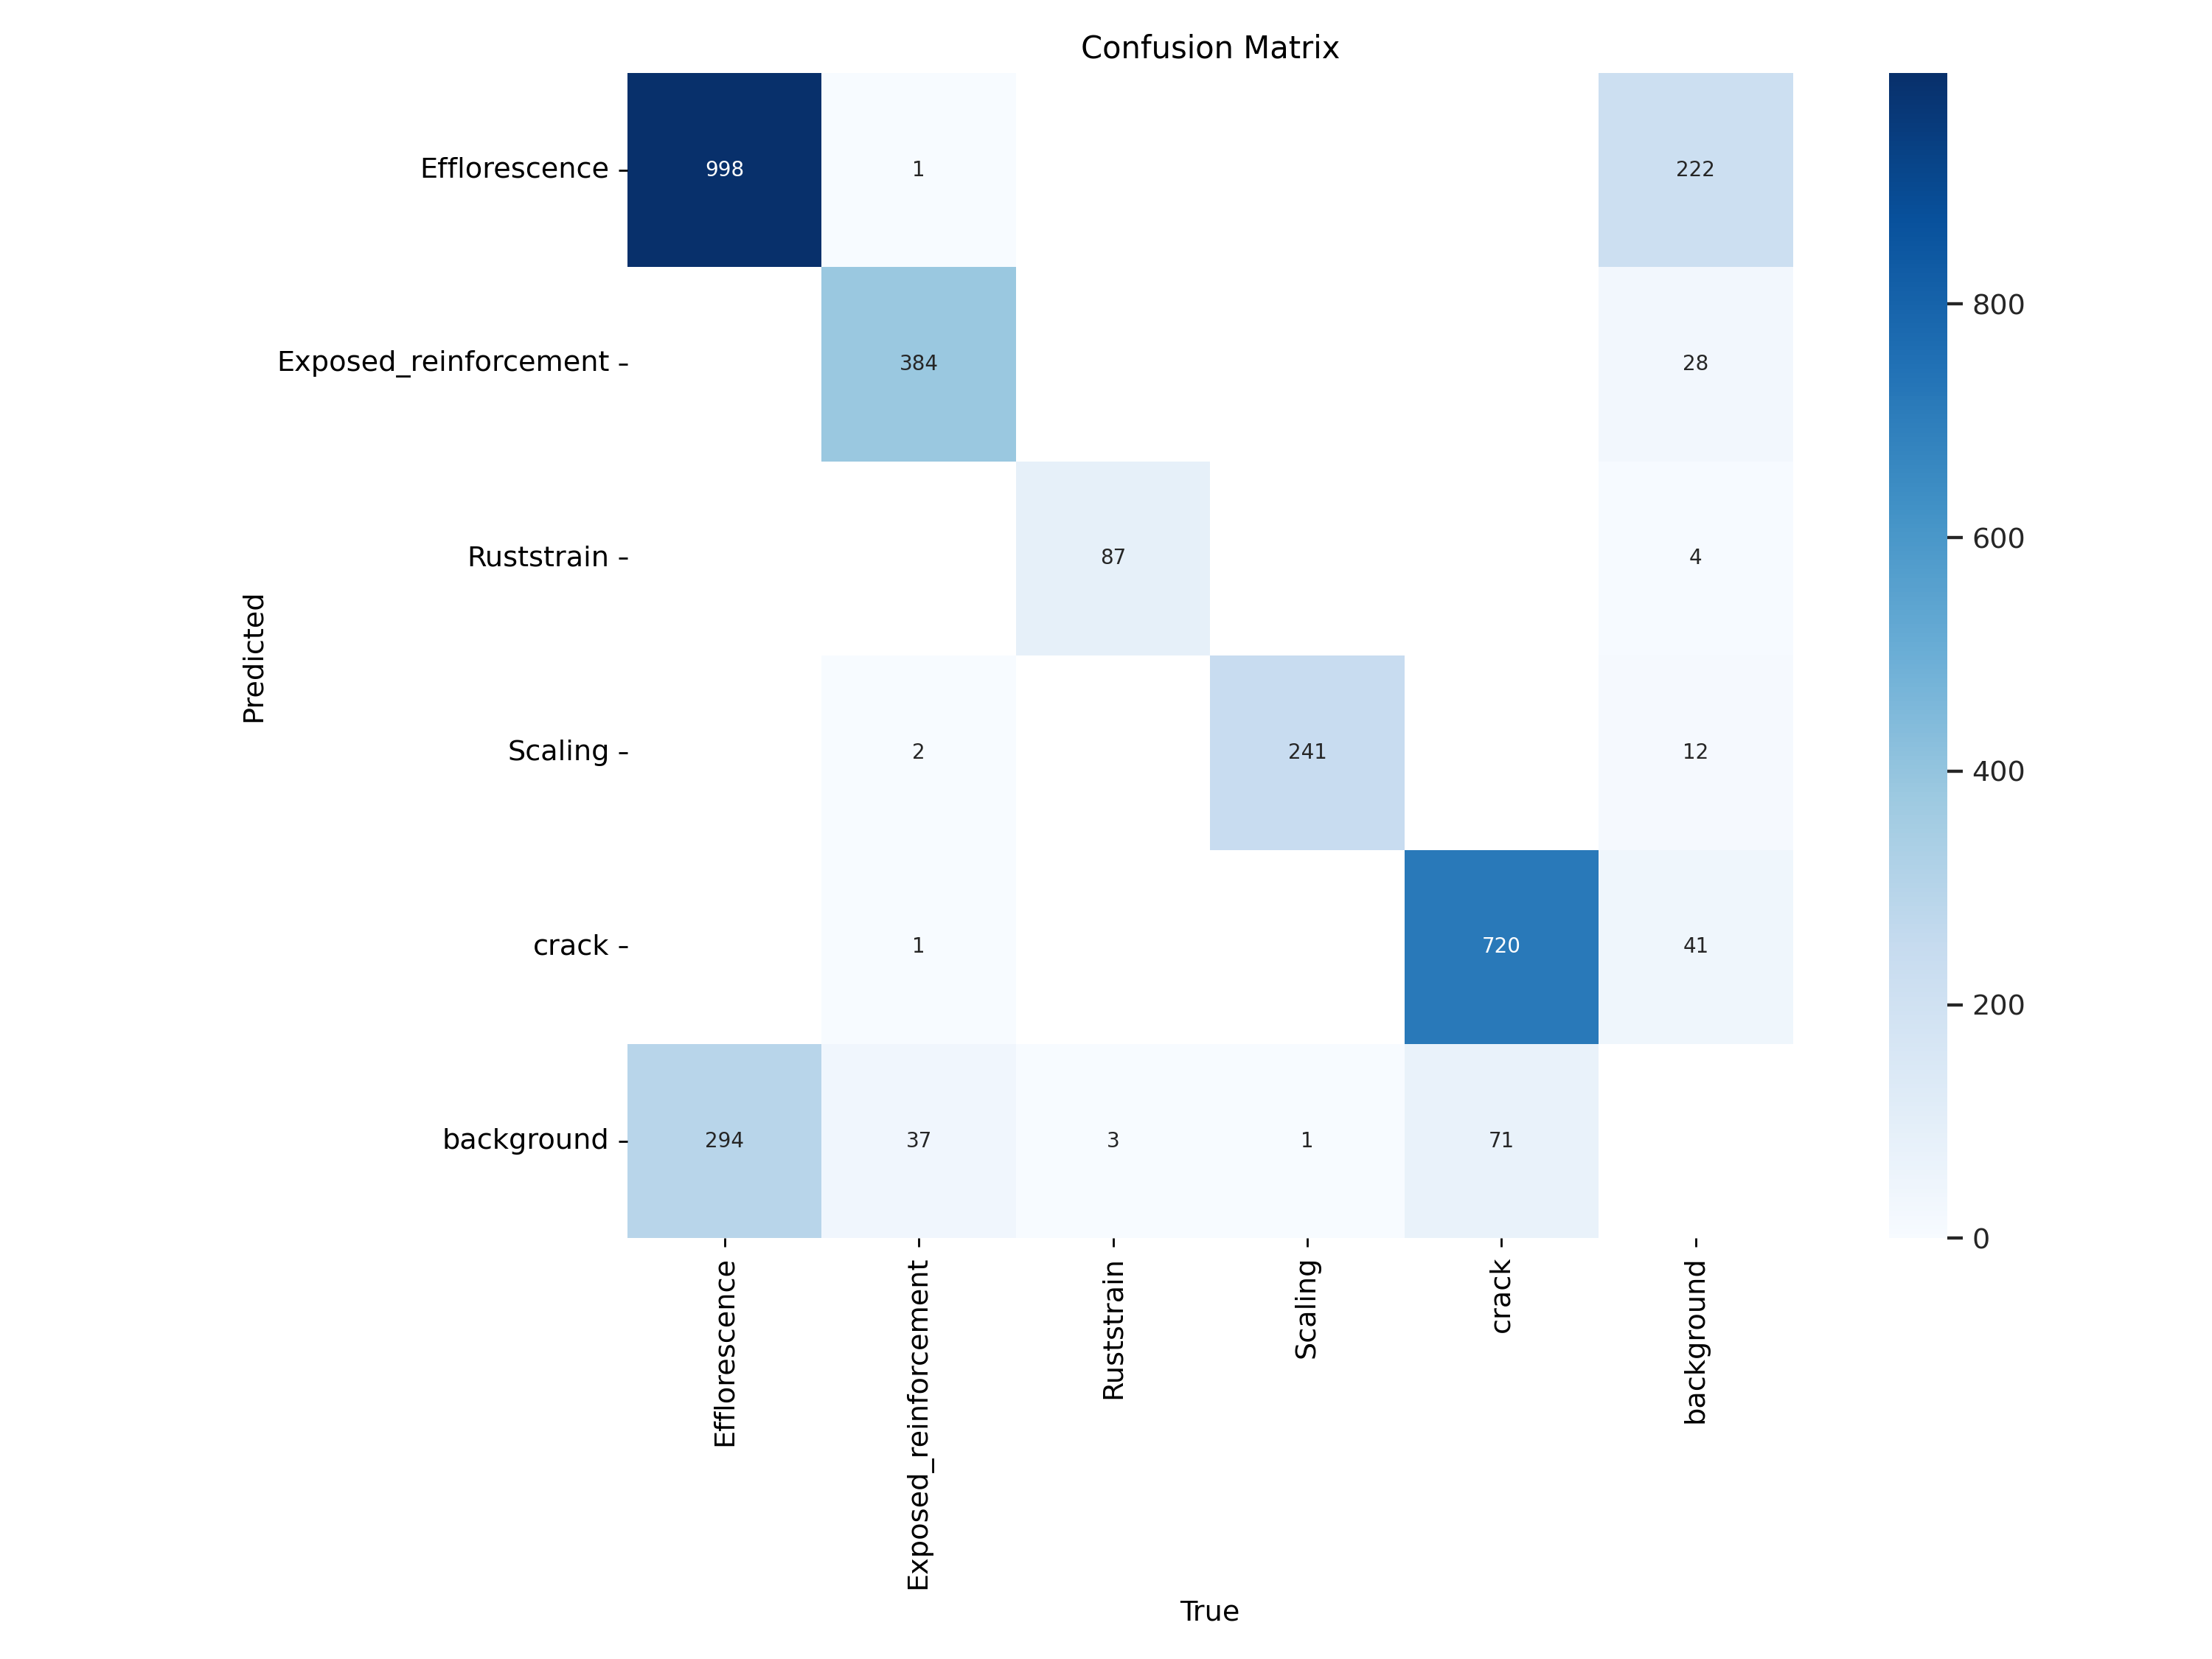 Confusion Matrix
Efflorescence
998
1
222
Exposed_reinforcement
384
28
Ruststrain
87
4
Scaling
2
241
12
crack
1
720
41
background
294
37
3
1
71
Predicted
Efflorescence
Exposed_reinforcement
Ruststrain
Scaling
crack
background
True
800
600
400
200
0